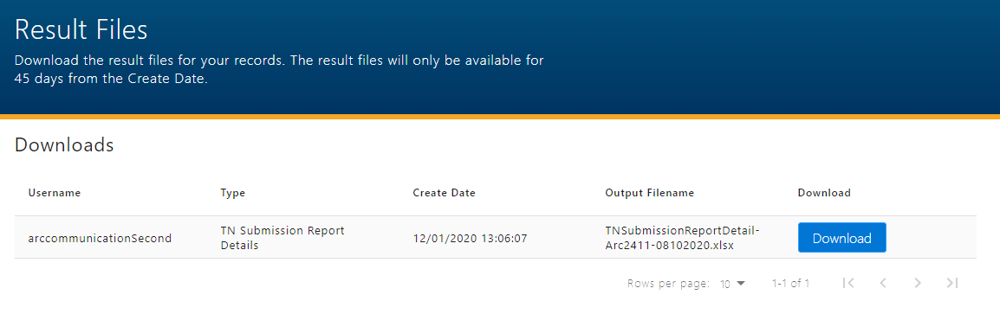 Result Files
Download the result files for your records. The result files will only be available for
45 days from the Create Date.
Downloads
Username Type Create Date Output Filename Download
arccommunicationSecond TN Submission Report Details 12/01/2020 13:06:07 TNSubmissionReportDetail-Arc2411-08102020.xlsx Download
Rows per page: 10 1-1 of 1